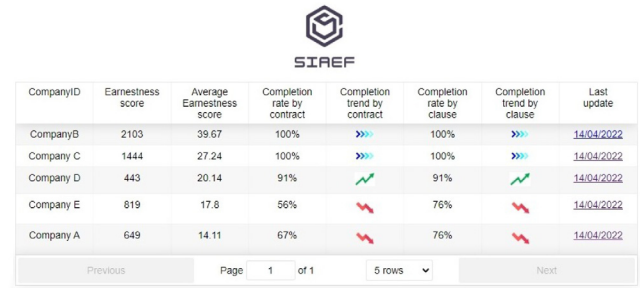 SIAEF
CompanyID Earnestness score Average Earnestness score Completion rate by contract Completion trend by contract Completion rate by clause Completion trend by clause Last update
CompanyB 2103 39.67 100% 100% 14/04/2022
Company C 1444 27.24 100% 100% 14/04/2022
Company D 443 20.14 91% 91% 14/04/2022
Company E 819 17.8 56% 76% 14/04/2022
Company A 649 14.11 67% 76% 14/04/2022
Previous Page 1 of 1 5 rows Next